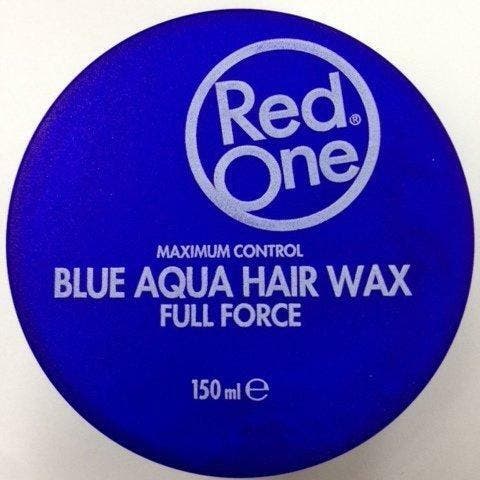 Red®
One
MAXIMUM CONTROL
BLUE AQUA HAIR WAX
FULL FORCE
150 ml ℮